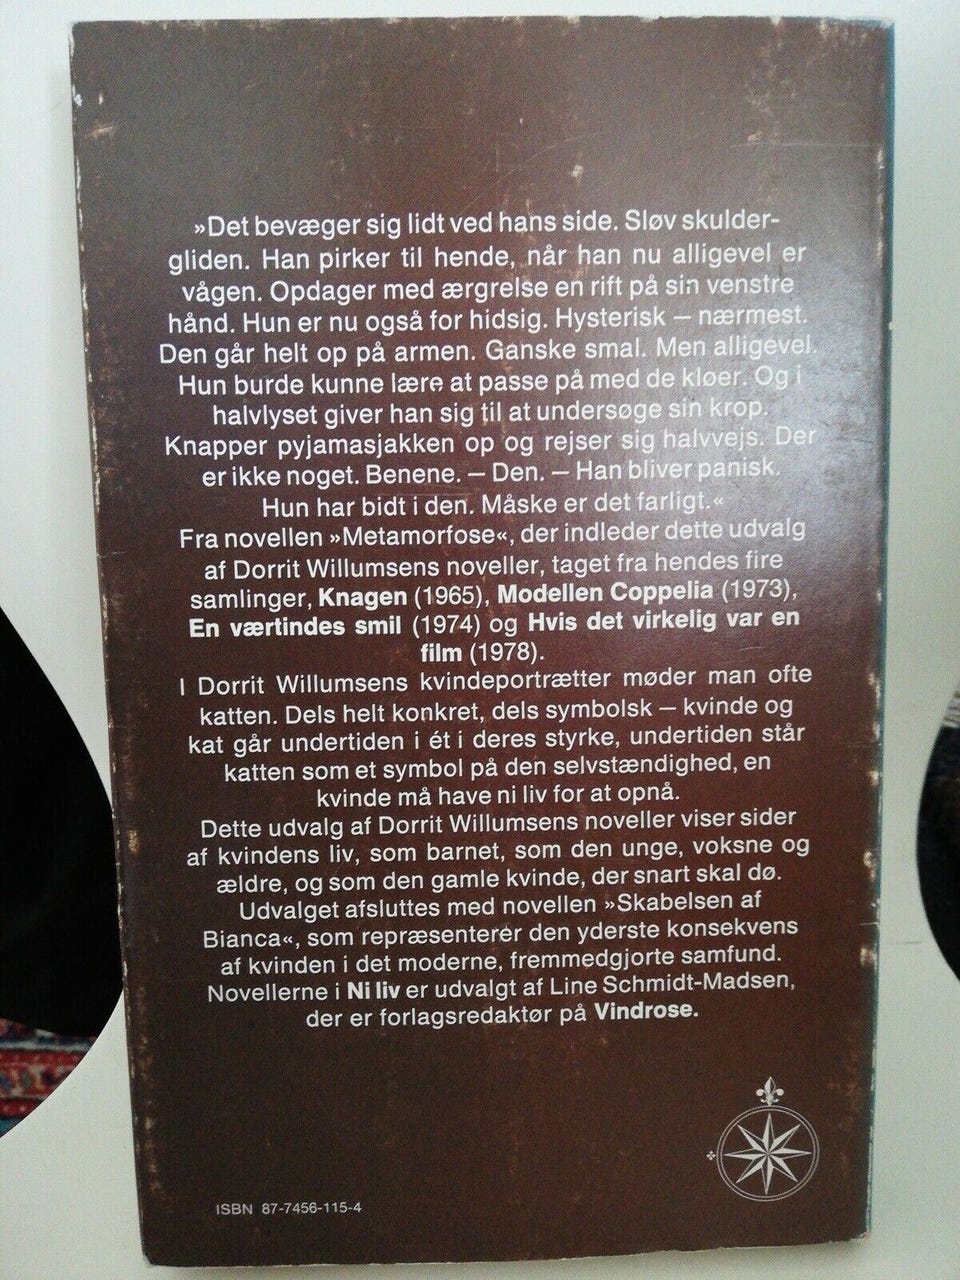 »Det bevæger sig lidt ved hans side. Sløv skulder-
gliden. Han pirker til hende, når han nu alligevel er
vågen. Opdager med ærgrelse en rift på sin venstre
hånd. Hun er nu også for hidsig. Hysterisk — nærmest.
Den går helt op på armen. Ganske smal. Men alligevel.
Hun burde kunne lære at passe på med de kløer. Og i
halvlyset giver han sig til at undersøge sin krop.
Knapper pyjamasjakken op og rejser sig halvvejs. Der
er ikke noget. Benene. — Den. — Han bliver panisk.
Hun har bidt i den. Måske er det farligt.«
Fra novellen »Metamorfose«, der indleder dette udvalg
af Dorrit Willumsens noveller, taget fra hendes fire
samlinger, Knagen (1965), Modellen Coppelia (1973),
En værtindes smil (1974) og Hvis det virkelig var en
film (1978).
I Dorrit Willumsens kvindeportrætter møder man ofte
katten. Dels helt konkret, dels symbolsk — kvinde og
kat går undertiden i ét i deres styrke, undertiden står
katten som et symbol på den selvstændighed, en
kvinde må have ni liv for at opnå.
Dette udvalg af Dorrit Willumsens noveller viser sider
af kvindens liv, som barnet, som den unge, voksne og
ældre, og som den gamle kvinde, der snart skal dø.
Udvalget afsluttes med novellen »Skabelsen af
Bianca«, som repræsenterer den yderste konsekvens
af kvinden i det moderne, fremmedgjorte samfund.
Novellerne i Ni liv er udvalgt af Line Schmidt-Madsen,
der er forlagsredaktør på Vindrose.
ISBN 87-7456-115-4